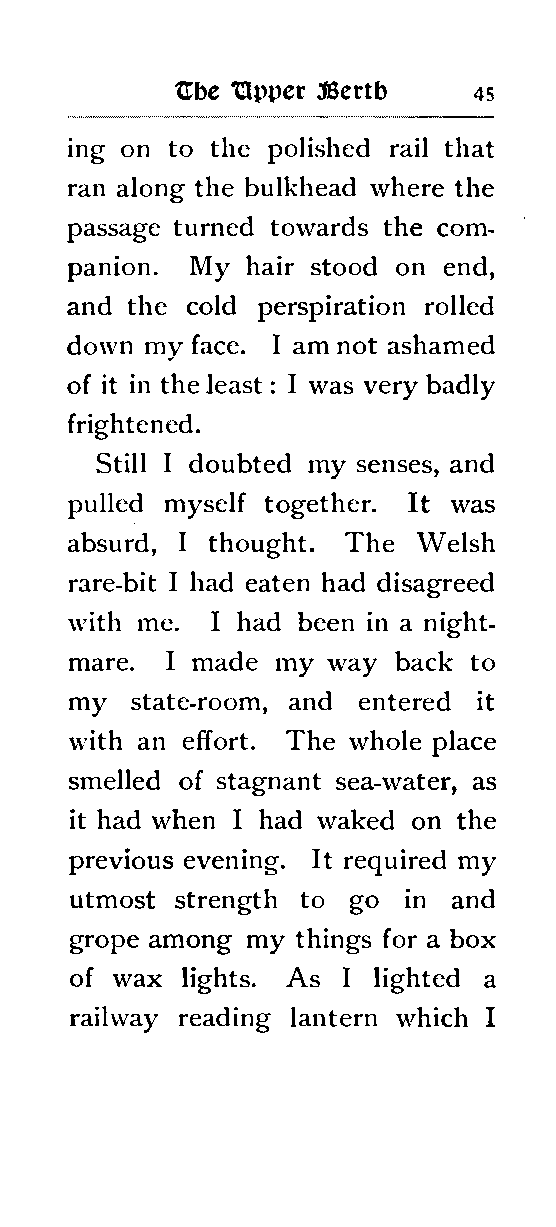 The Upper Berth 45
ing on to the polished rail that
ran along the bulkhead where the
passage turned towards the com-
panion. My hair stood on end,
and the cold perspiration rolled
down my face. I am not ashamed
of it in the least : I was very badly
frightened.
Still I doubted my senses, and
pulled myself together. It was
absurd, I thought. The Welsh
rare-bit I had eaten had disagreed
with me. I had been in a night-
mare. I made my way back to
my state-room, and entered it
with an effort. The whole place
smelled of stagnant sea-water, as
it had when I had waked on the
previous evening. It required my
utmost strength to go in and
grope among my things for a box
of wax lights. As I lighted a
railway reading lantern which I